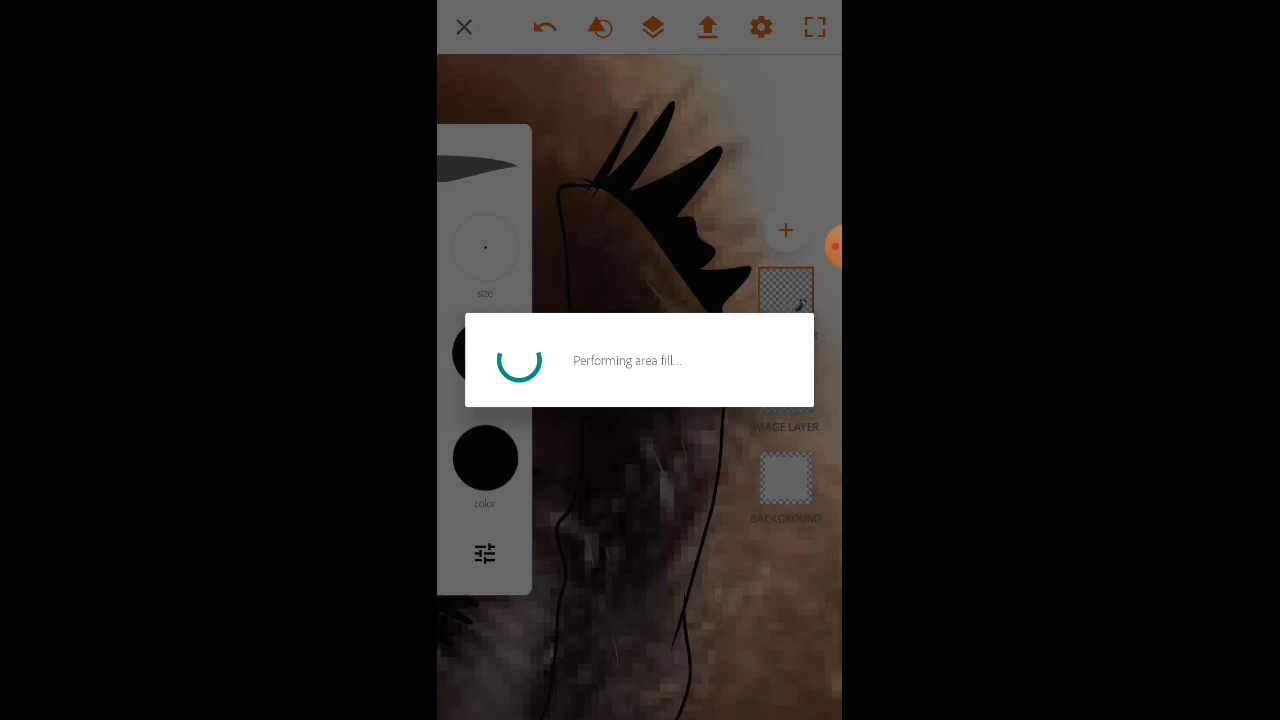 size
Performing area fill...
IMAGE LAYER
color
BACKGROUND